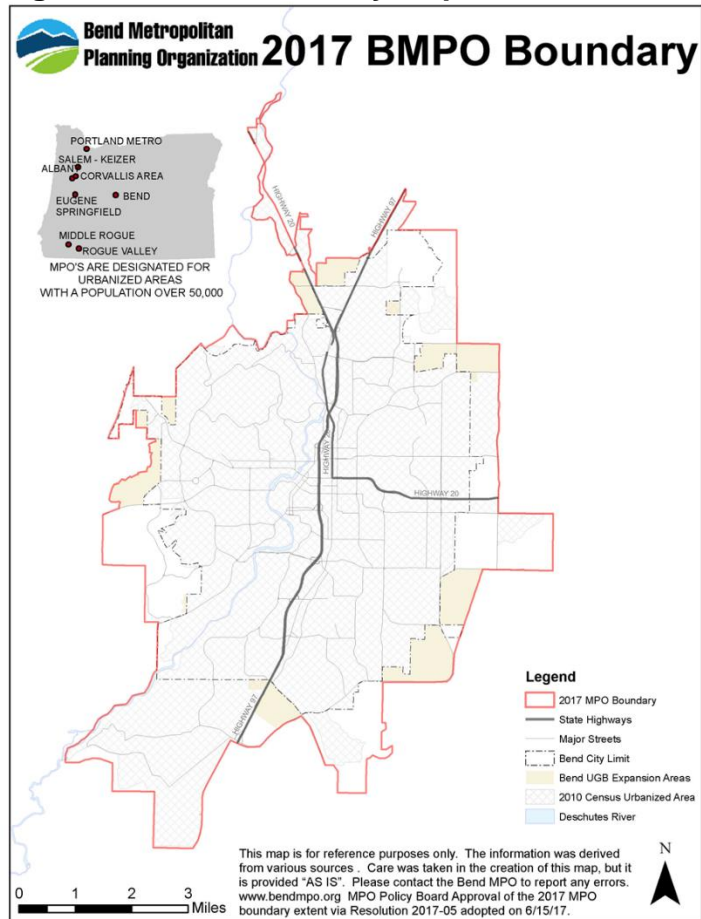 Bend Metropolitan
Planning Organization
2017 BMPO Boundary
PORTLAND METRO
SALEM - KEIZER
ALBANY
CORVALLIS AREA
EUGENE
SPRINGFIELD
BEND
MIDDLE ROGUE
ROGUE VALLEY
MPO'S ARE DESIGNATED FOR
URBANIZED AREAS
WITH A POPULATION OVER 50,000
HIGHWAY 20
HIGHWAY 97
HIGHWAY 20
HIGHWAY 97
Legend
2017 MPO Boundary
State Highways
Major Streets
Bend City Limit
Bend UGB Expansion Areas
2010 Census Urbanized Area
Deschutes River
This map is for reference purposes only. The information was derived
from various sources . Care was taken in the creation of this map, but it
is provided "AS IS". Please contact the Bend MPO to report any errors.
www.bendmpo.org MPO Policy Board Approval of the 2017 MPO
boundary extent via Resolution 2017-05 adopted on 6/15/17.
N
0 1 2 3
Miles